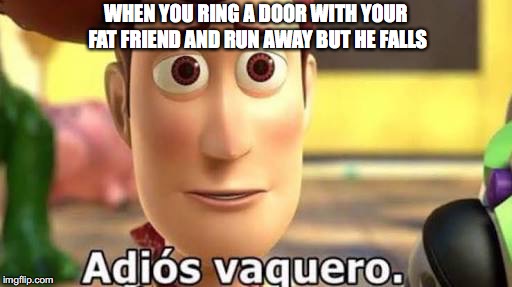 WHEN YOU RING A DOOR WITH YOUR
FAT FRIEND AND RUN AWAY BUT HE FALLS
Adiós vaquero.
imgflip.com